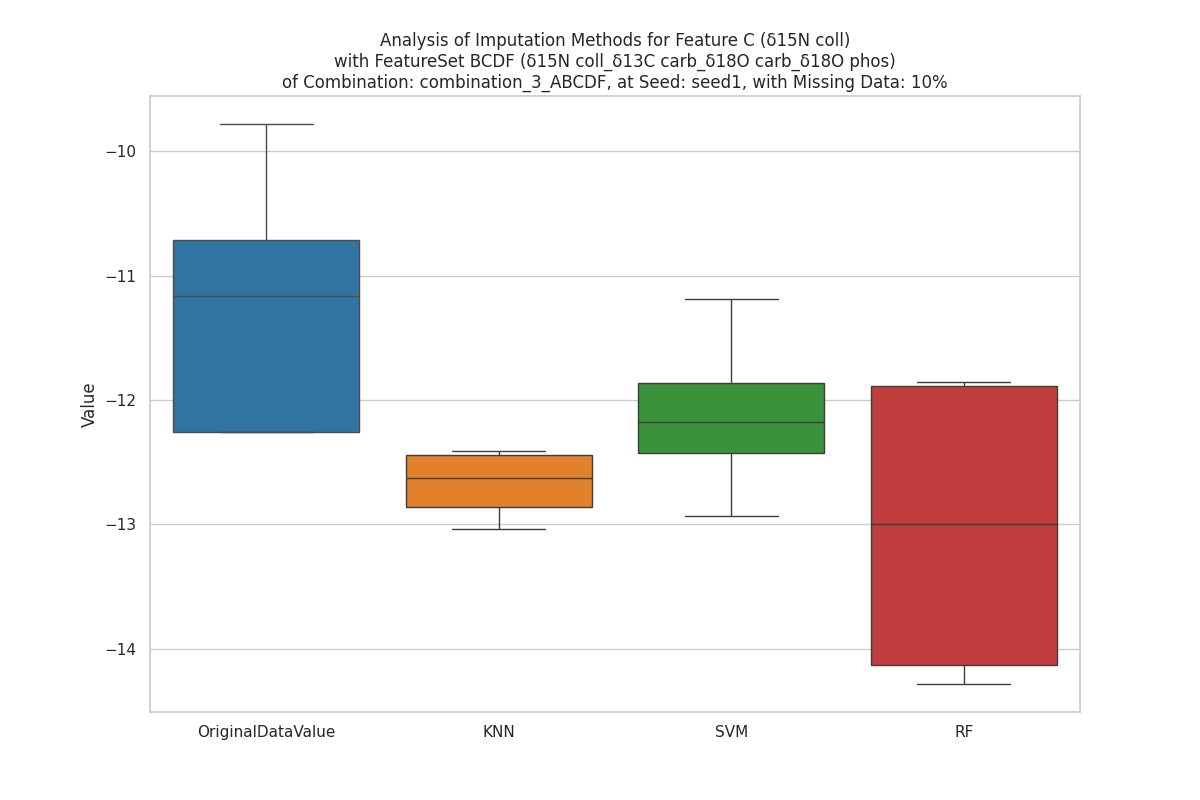 Analysis of Imputation Methods for Feature C (δ15N coll)
with FeatureSet BCDF (δ15N coll_δ13C carb_δ18O carb_δ18O phos)
of Combination: combination_3_ABCDF, at Seed: seed1, with Missing Data: 10%
−10
−11
−12
−13
−14
Value
OriginalDataValue
KNN
SVM
RF